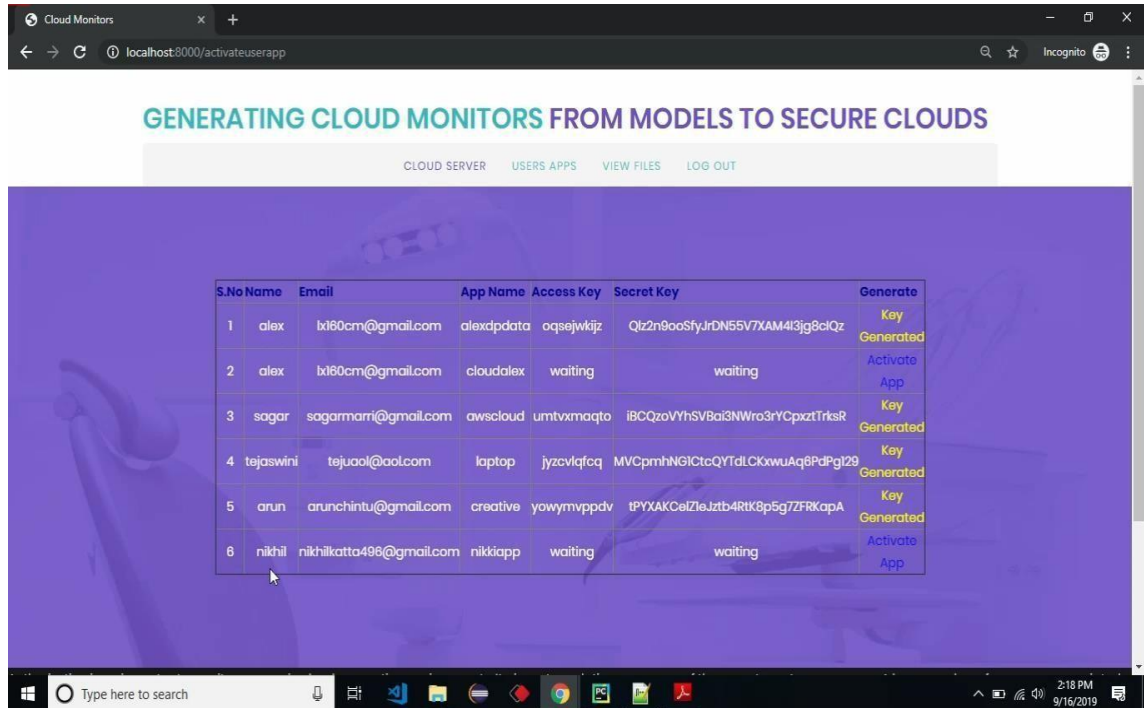 Cloud Monitors
localhost:8000/activateuserapp
Incognito
GENERATING CLOUD MONITORS FROM MODELS TO SECURE CLOUDS
CLOUD SERVER USERS APPS VIEW FILES LOG OUT
S.No Name Email App Name Access Key Secret Key Generate
1 alex lx160cm@gmail.com alexdpdata oqsejwkijz Qlz2n9ooSfyJrDN55V7XAM4I3jg8clQz Key Generated
2 alex lx160cm@gmail.com cloudalex waiting waiting Activate App
3 sagar sagarmarri@gmail.com awscloud umtvxmaqto iBCQzoVYhSVBai3NWro3rYCpxztTrksR Key Generated
4 tejaswini tejuaol@aol.com laptop jyzcvlqfcq MVCpmhNG1CtcQYTdLCKxwuAq6PdPg129 Key Generated
5 arun arunchintu@gmail.com creative yowymvppdv tPYXAKCelZleJztb4RtK8p5g7ZFRKapA Key Generated
6 nikhil nikhilkatta496@gmail.com nikkiapp waiting waiting Activate App
Type here to search
2:18 PM
9/16/2019